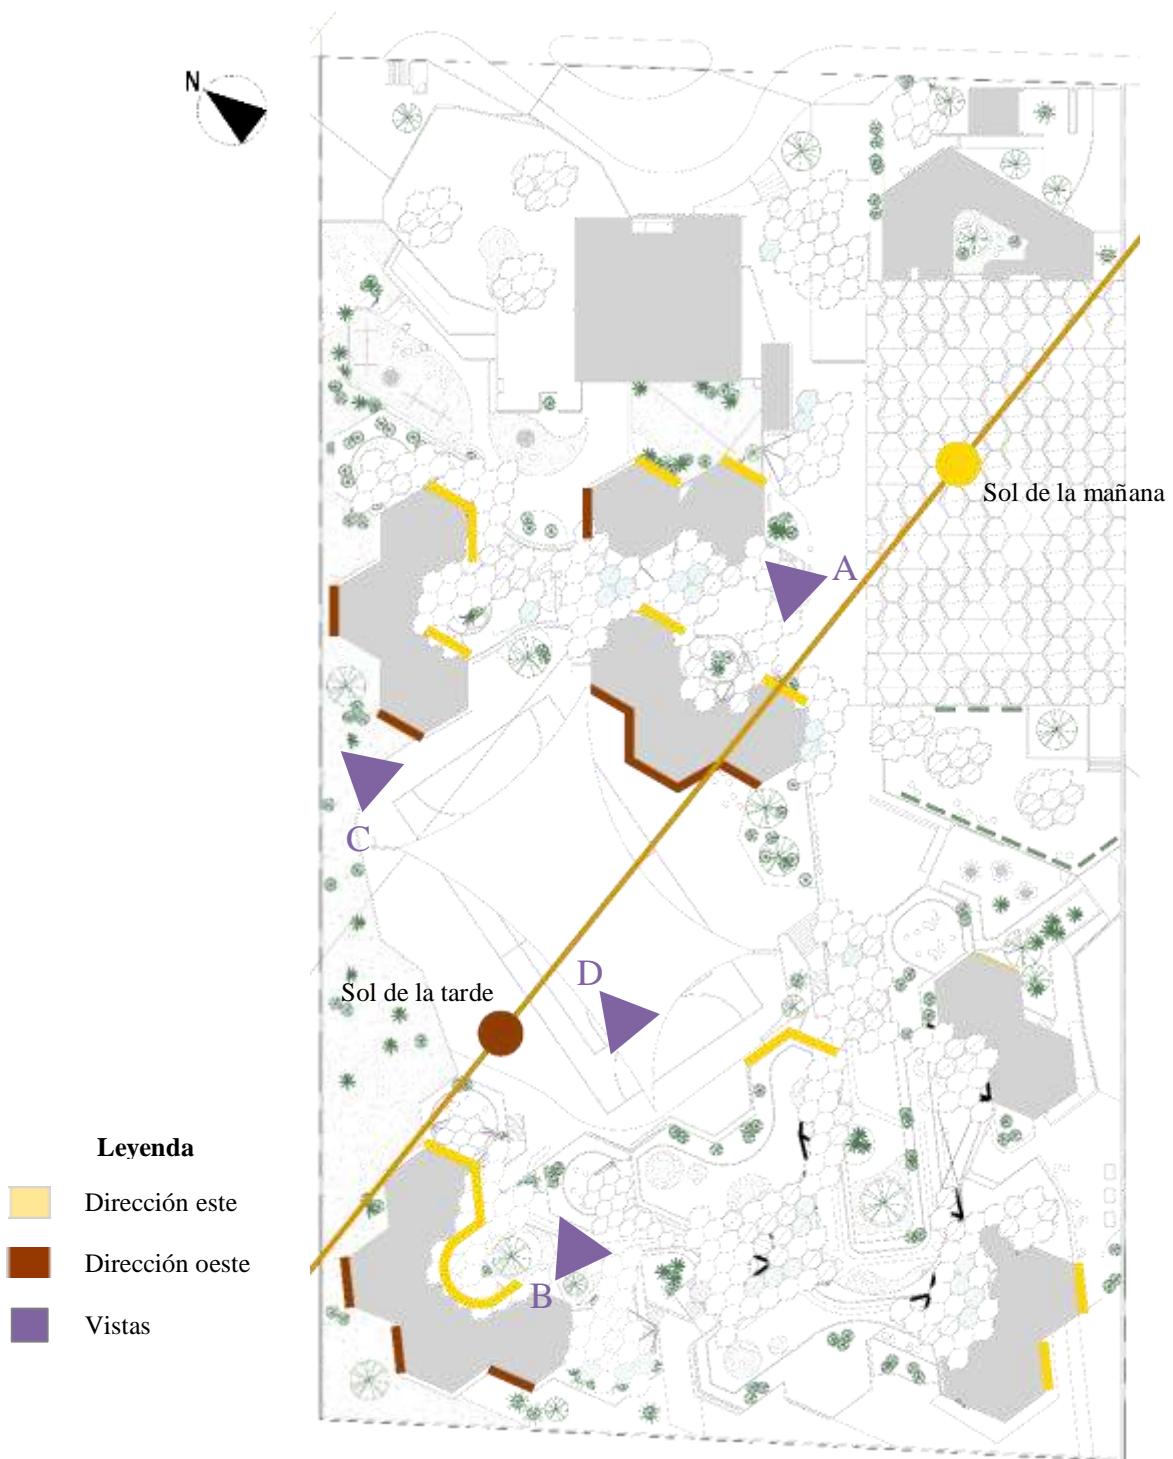 N
Sol de la mañana
A
C
D
Sol de la tarde
B
Leyenda
Dirección este
Dirección oeste
Vistas